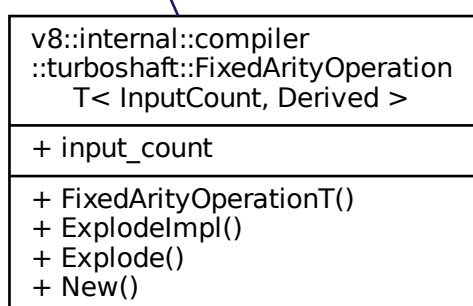 v8::internal::compiler
::turboshaft::FixedArityOperation
T< InputCount, Derived >
+ input_count
+ FixedArityOperationT()
+ ExplodeImpl()
+ Explode()
+ New()